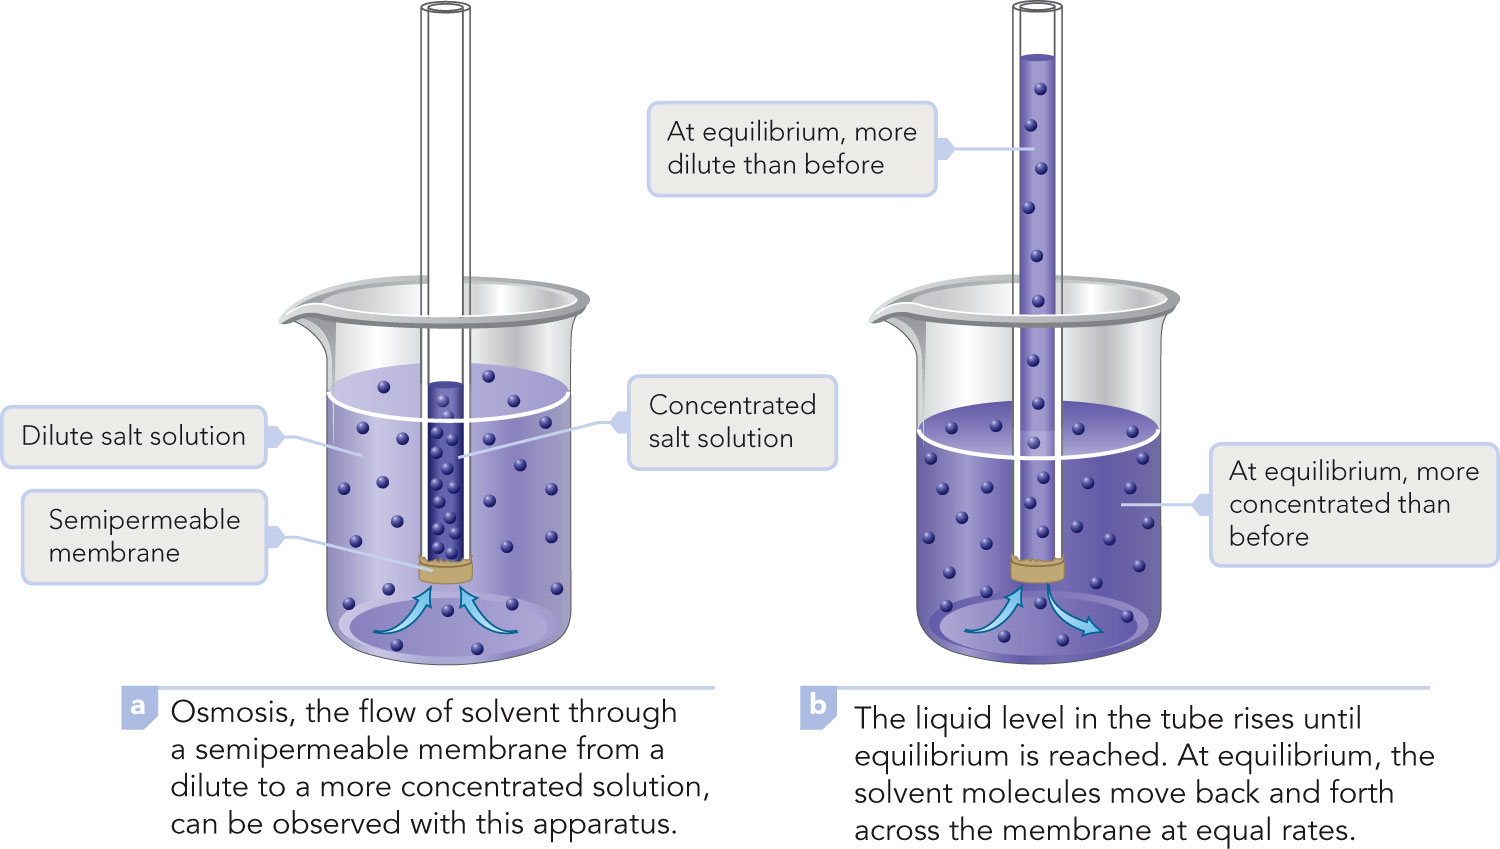 Dilute salt solution
Semipermeable
membrane
Concentrated
salt solution
a
Osmosis, the flow of solvent through
a semipermeable membrane from a
dilute to a more concentrated solution,
can be observed with this apparatus.
At equilibrium, more
dilute than before
At equilibrium, more
concentrated than
before
b
The liquid level in the tube rises until
equilibrium is reached. At equilibrium, the
solvent molecules move back and forth
across the membrane at equal rates.